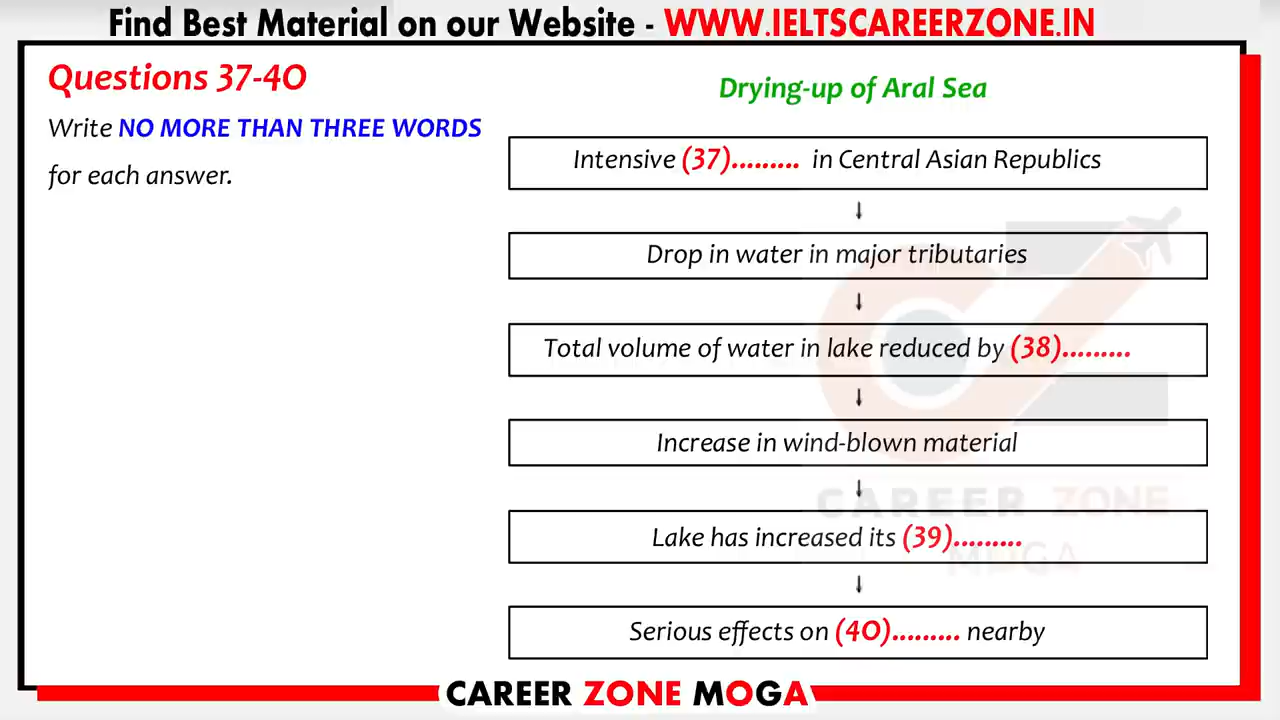 Find Best Material on our Website - WWW.IELTSCAREERZONE.IN
Questions 37-40
Write NO MORE THAN THREE WORDS
for each answer.
Drying-up of Aral Sea
Intensive (37)......... in Central Asian Republics
↓
Drop in water in major tributaries
↓
Total volume of water in lake reduced by (38).........
↓
Increase in wind-blown material
↓
Lake has increased its (39).........
↓
Serious effects on (40)......... nearby
CAREER ZONE
MOGA
CAREER ZONE MOGA